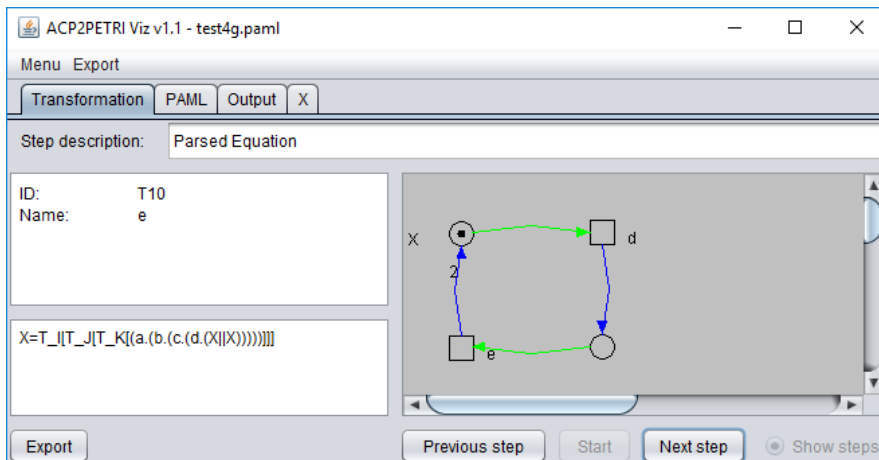 ACP2PETRI Viz v1.1 - test4g.paml
Menu Export
Transformation PAML Output X
Step description: Parsed Equation
ID: T10
Name: e
X d
2
e
X=T_I[T_J[T_K[(a.(b.(c.(d.(X||X)))))]]]
Export Previous step Start Next step Show steps